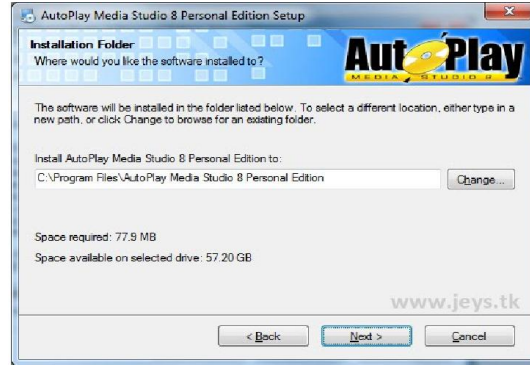 AutoPlay Media Studio 8 Personal Edition Setup
Installation Folder
Where would you like the software installed to?
AutoPlay
MEDIA STUDIO 8
The software will be installed in the folder listed below. To select a different location, either type in a
new path, or click Change to browse for an existing folder.
Install AutoPlay Media Studio 8 Personal Edition to:
C:\Program Files\AutoPlay Media Studio 8 Personal Edition
Change...
Space required: 77.9 MB
Space available on selected drive: 57.20 GB
www.jeys.tk
< Back
Next >
Cancel